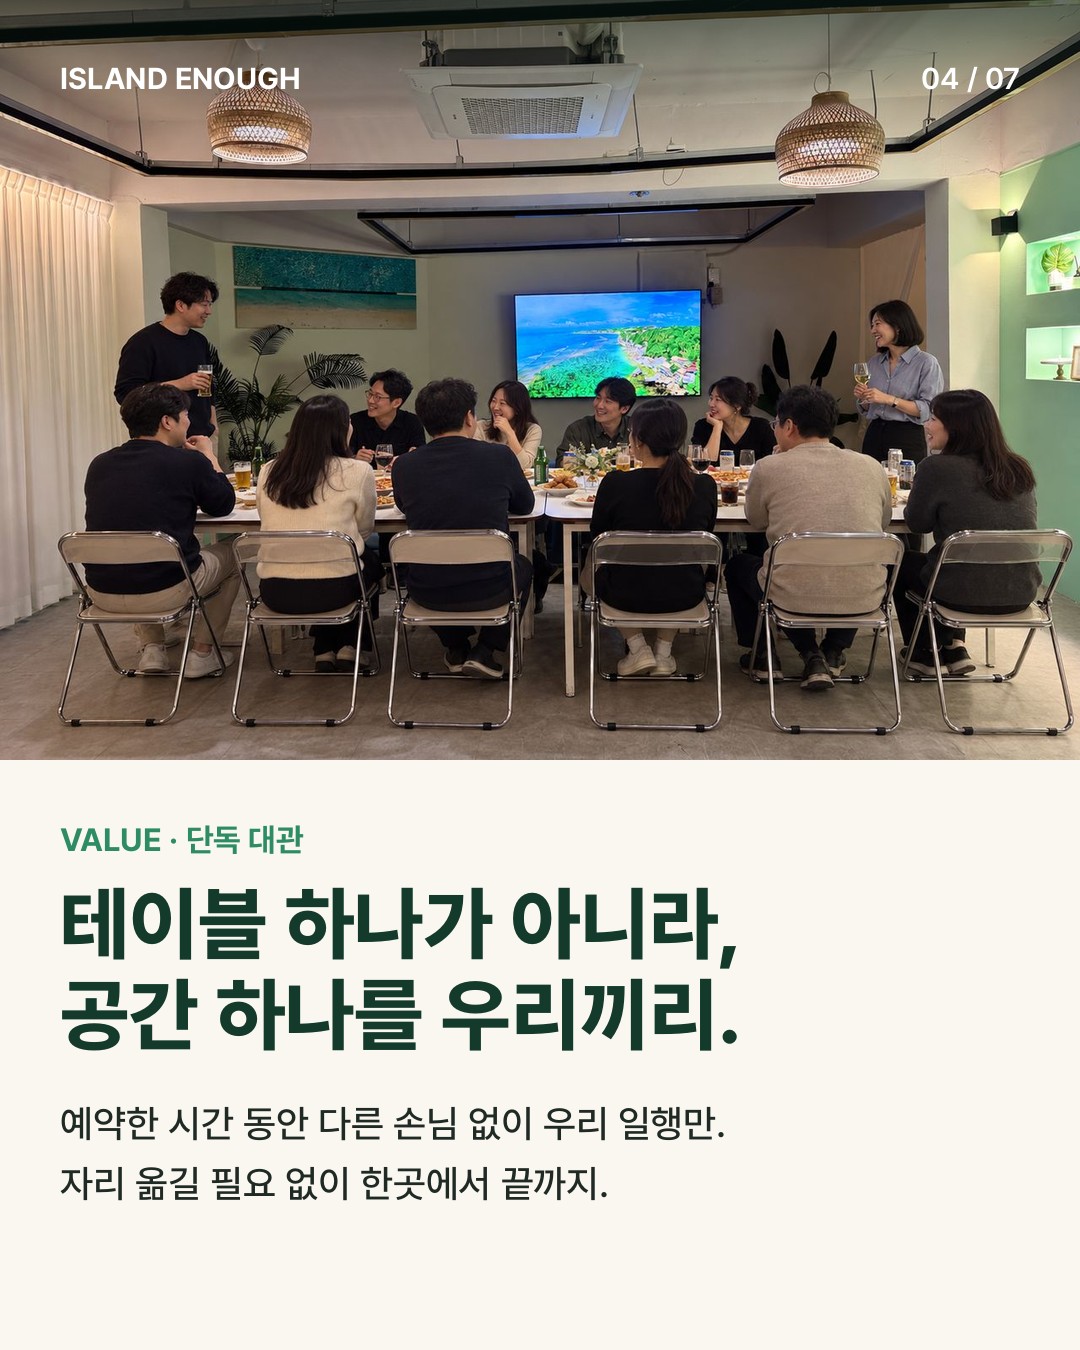 ISLAND ENOUGH
04 / 07
VALUE · 단독 대관
테이블 하나가 아니라,
공간 하나를 우리끼리.
예약한 시간 동안 다른 손님 없이 우리 일행만.
자리 옮길 필요 없이 한곳에서 끝까지.